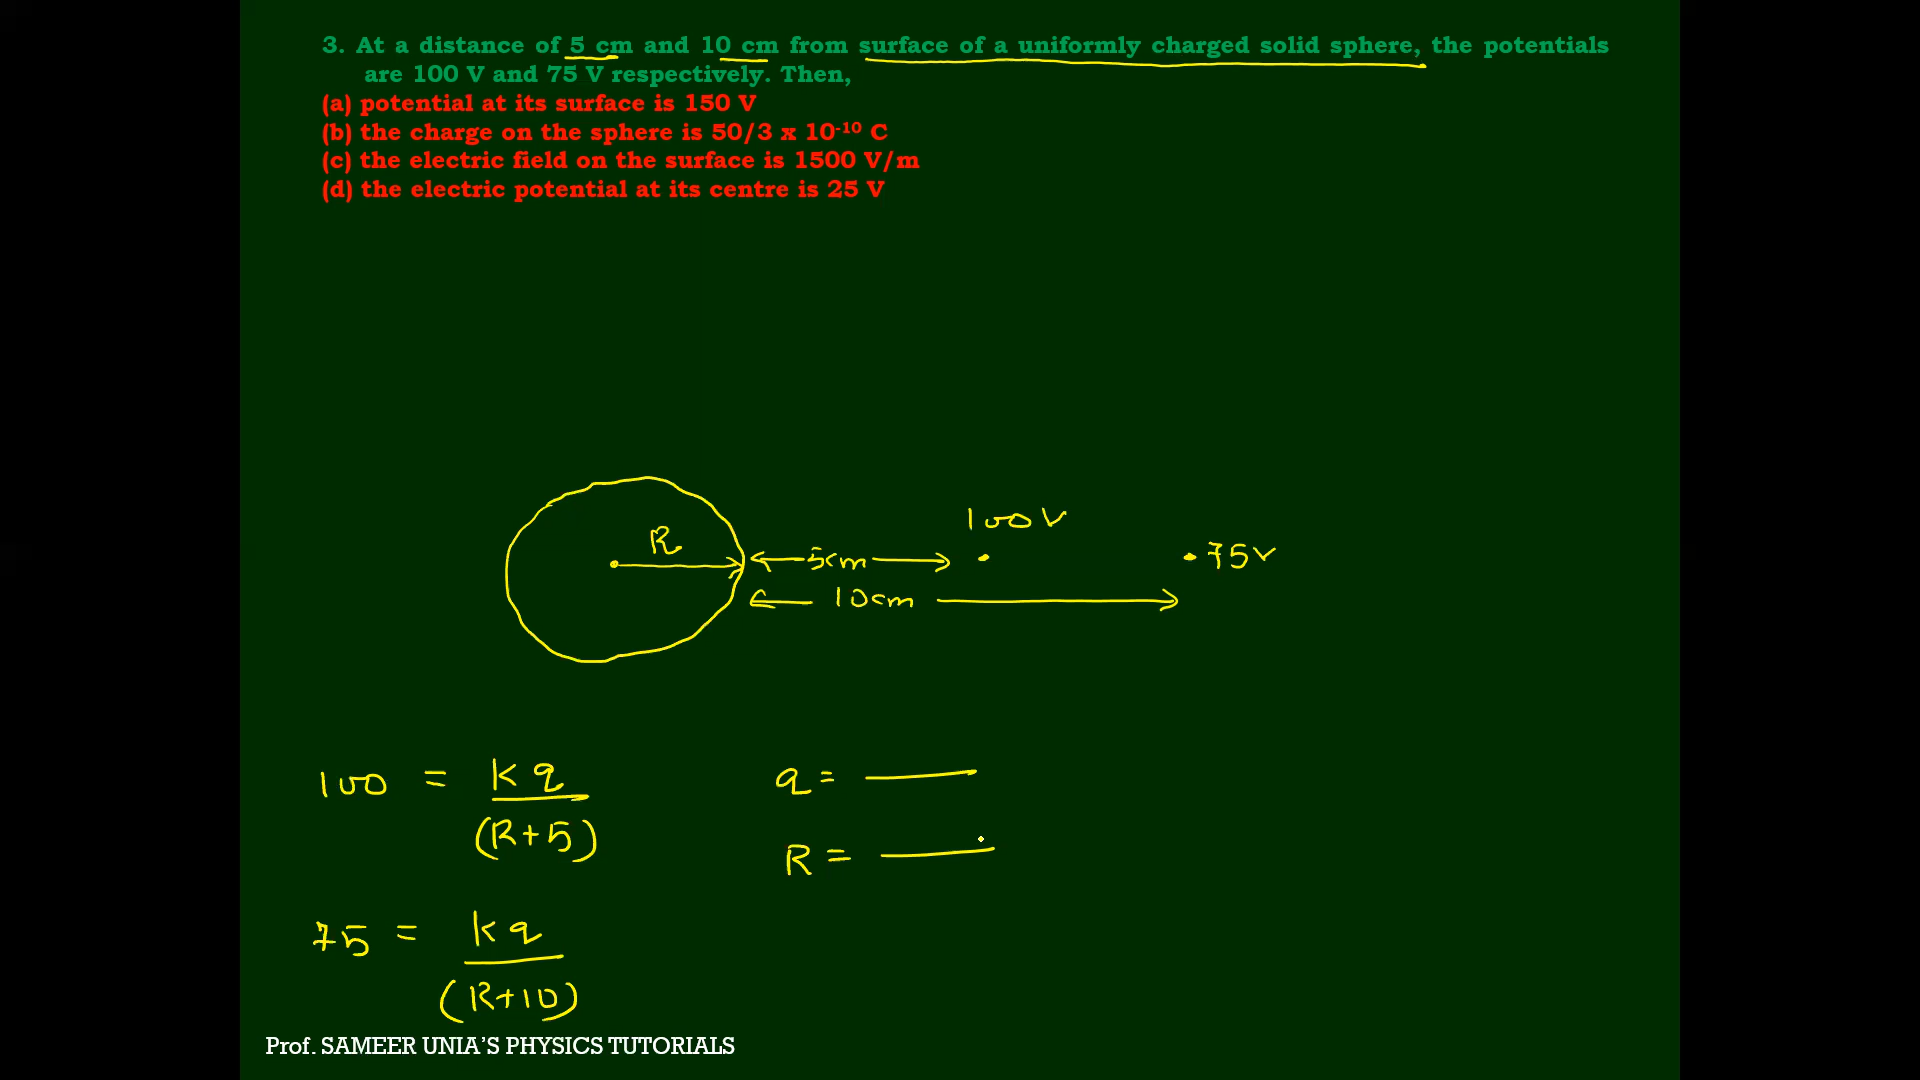 3. At a distance of 5 cm and 10 cm from surface of a uniformly charged solid sphere, the potentials
are 100 V and 75 V respectively. Then,
(a) potential at its surface is 150 V
(b) the charge on the sphere is 50/3 x 10⁻¹⁰ C
(c) the electric field on the surface is 1500 V/m
(d) the electric potential at its centre is 25 V
100V
R
5cm
75V
10cm
100 = kq
(R+5)
q =
R =
75 = kq
(R+10)
Prof. SAMEER UNIA'S PHYSICS TUTORIALS